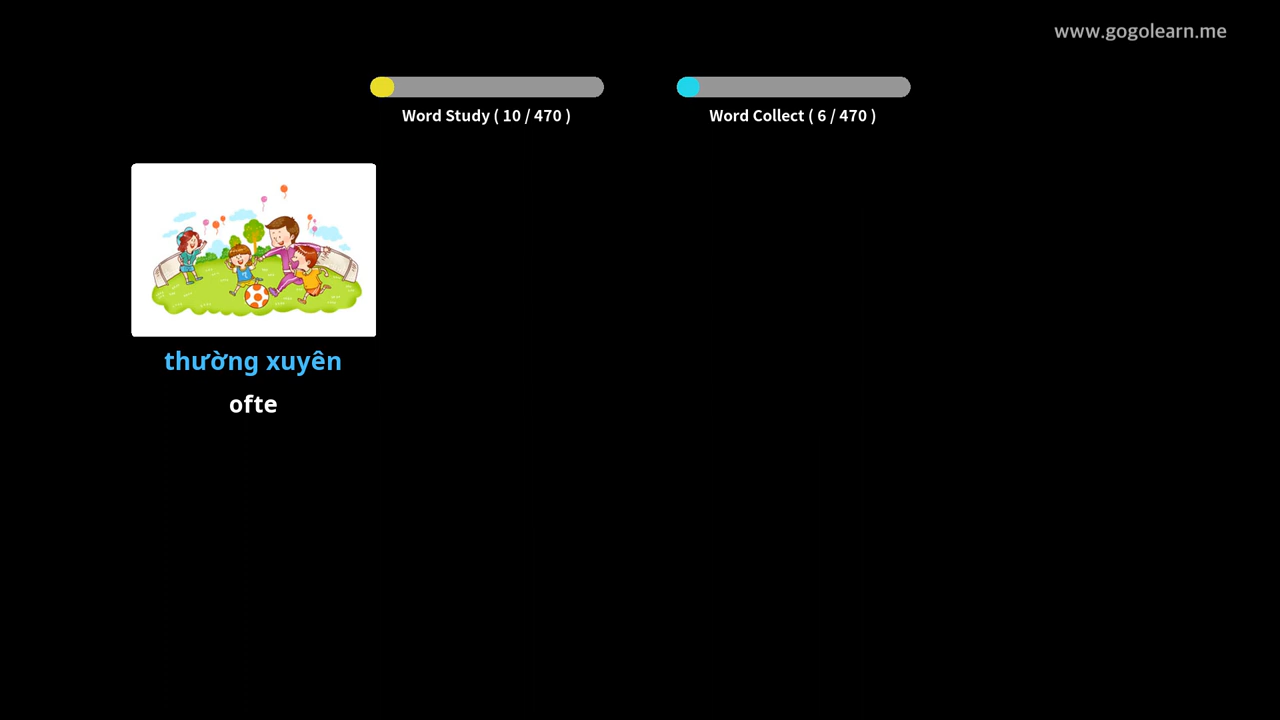 www.gogolearn.me
Word Study ( 10 / 470 )
Word Collect ( 6 / 470 )
thường xuyên
ofte